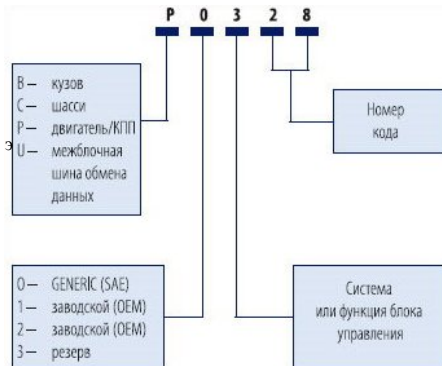 P 0 3 2 8
B — кузов
C — шасси
P — двигатель/КПП
U — межблочная
шина обмена
данных
э
Номер
кода
0 — GENERIC (SAE)
1 — заводской (OEM)
2 — заводской (OEM)
3 — резерв
Система
или функция блока
управления